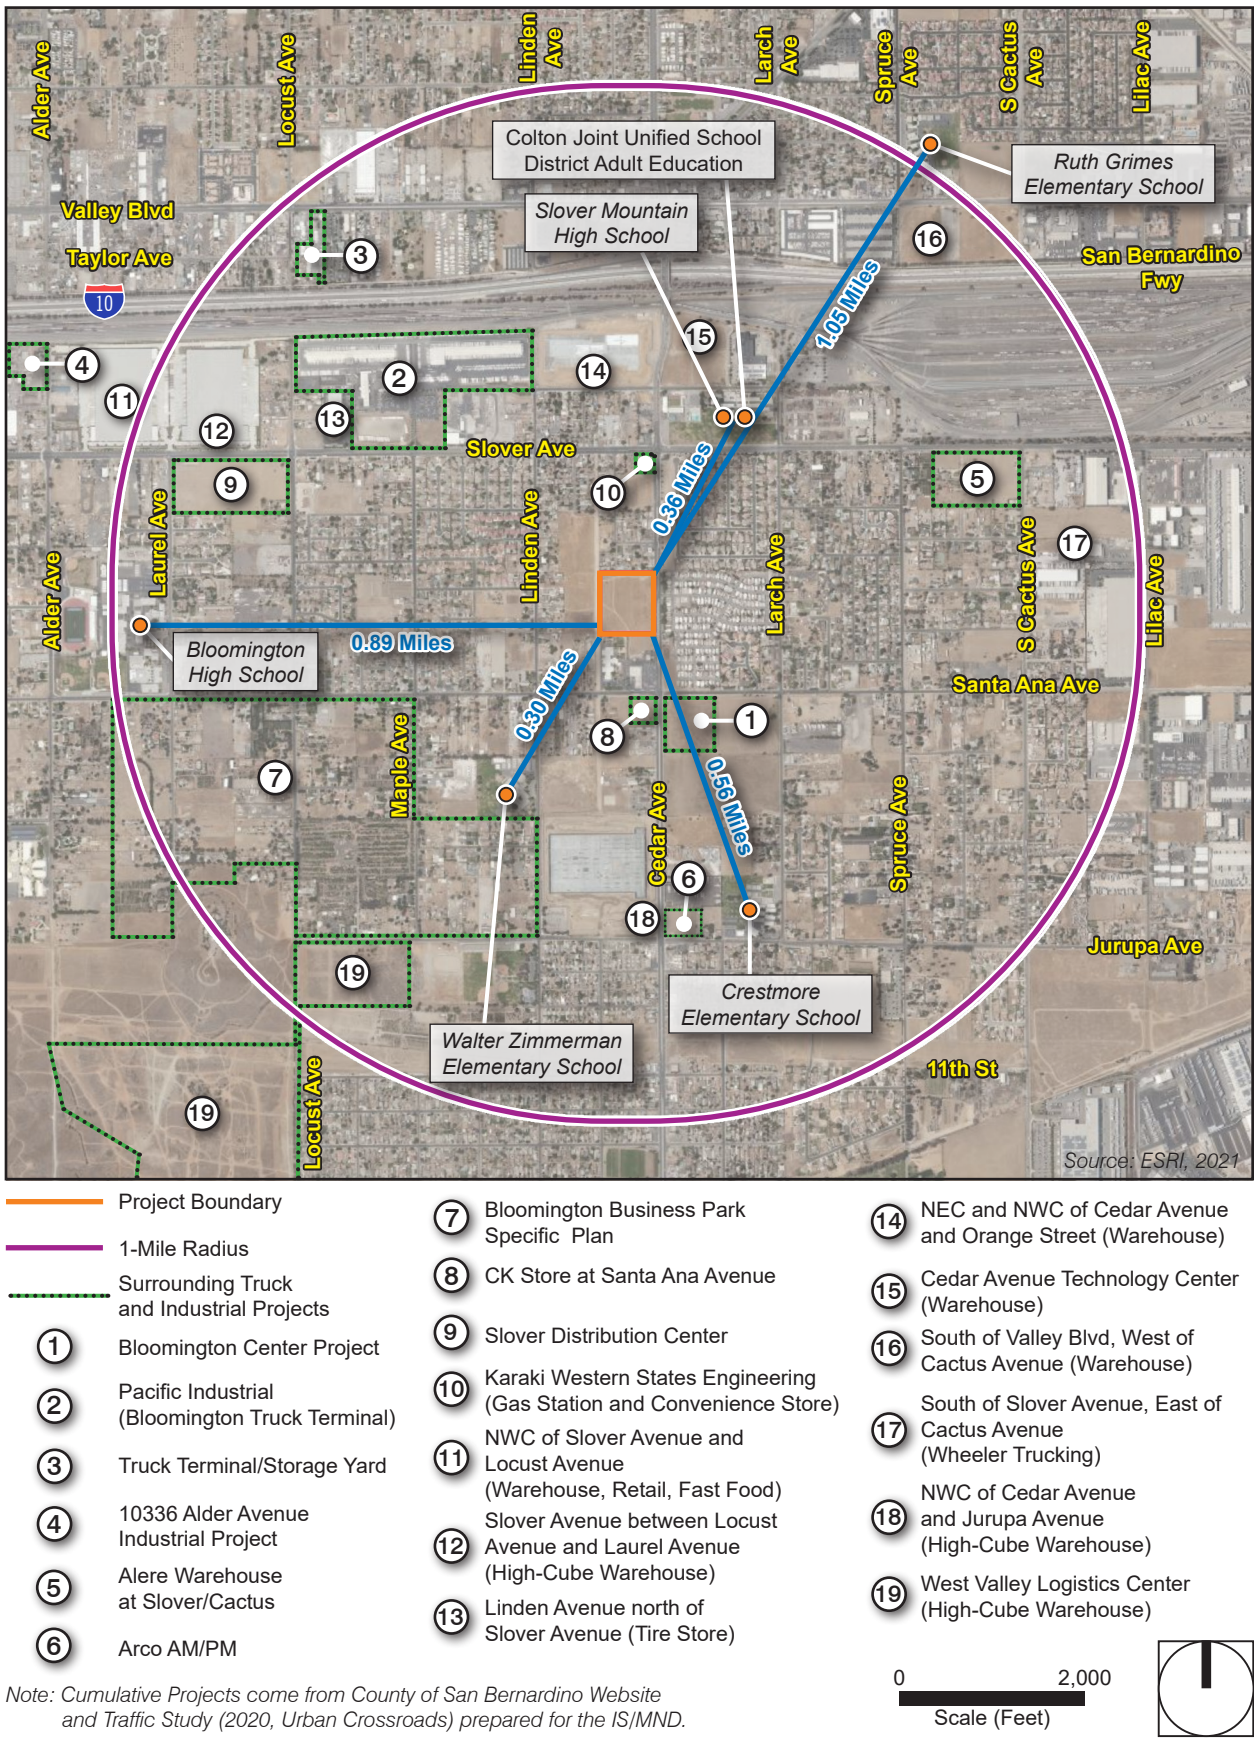 Alder Ave
Locust Ave
Linden
Ave
Larch
Ave
Spruce
Ave
S Cactus
Ave
Lilac Ave
Colton Joint Unified School
District Adult Education
Ruth Grimes
Elementary School
Slover Mountain
High School
Valley Blvd
Taylor Ave
10
3
16
San Bernardino
Fwy
1.05 Miles
15
4
11
2
14
13
12
Slover Ave
9
10
0.36 Miles
5
17
Laurel Ave
Linden Ave
Larch Ave
S Cactus Ave
Lilac Ave
Alder Ave
0.89 Miles
Bloomington
High School
0.30 Miles
Santa Ana Ave
8
1
7
Maple Ave
0.56 Miles
Cedar Ave
Spruce Ave
6
18
Jurupa Ave
19
Crestmore
Elementary School
Walter Zimmerman
Elementary School
11th St
19
Locust Ave
Source: ESRI, 2021
Project Boundary
1-Mile Radius
Surrounding Truck
and Industrial Projects
1 Bloomington Center Project
2 Pacific Industrial
(Bloomington Truck Terminal)
3 Truck Terminal/Storage Yard
4 10336 Alder Avenue
Industrial Project
5 Alere Warehouse
at Slover/Cactus
6 Arco AM/PM
7 Bloomington Business Park
Specific Plan
8 CK Store at Santa Ana Avenue
9 Slover Distribution Center
10 Karaki Western States Engineering
(Gas Station and Convenience Store)
11 NWC of Slover Avenue and
Locust Avenue
(Warehouse, Retail, Fast Food)
12 Slover Avenue between Locust
Avenue and Laurel Avenue
(High-Cube Warehouse)
13 Linden Avenue north of
Slover Avenue (Tire Store)
14 NEC and NWC of Cedar Avenue
and Orange Street (Warehouse)
15 Cedar Avenue Technology Center
(Warehouse)
16 South of Valley Blvd, West of
Cactus Avenue (Warehouse)
17 South of Slover Avenue, East of
Cactus Avenue
(Wheeler Trucking)
18 NWC of Cedar Avenue
and Jurupa Avenue
(High-Cube Warehouse)
19 West Valley Logistics Center
(High-Cube Warehouse)
Note: Cumulative Projects come from County of San Bernardino Website
and Traffic Study (2020, Urban Crossroads) prepared for the IS/MND.
0 2,000
Scale (Feet)